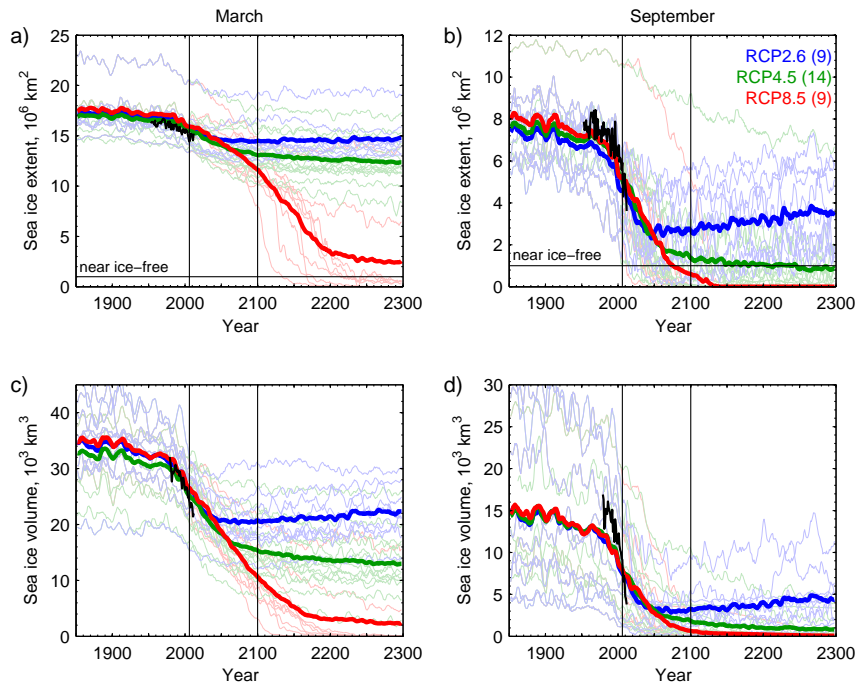 March
September
a)
Sea ice extent, 10⁶ km²
25
20
15
10
5
0
near ice-free
1900
2000
2100
2200
2300
Year
b)
Sea ice extent, 10⁶ km²
12
10
8
6
4
2
0
RCP2.6 (9)
RCP4.5 (14)
RCP8.5 (9)
near ice-free
1900
2000
2100
2200
2300
Year
c)
Sea ice volume, 10³ km³
40
30
20
10
0
1900
2000
2100
2200
2300
Year
d)
Sea ice volume, 10³ km³
30
25
20
15
10
5
0
1900
2000
2100
2200
2300
Year